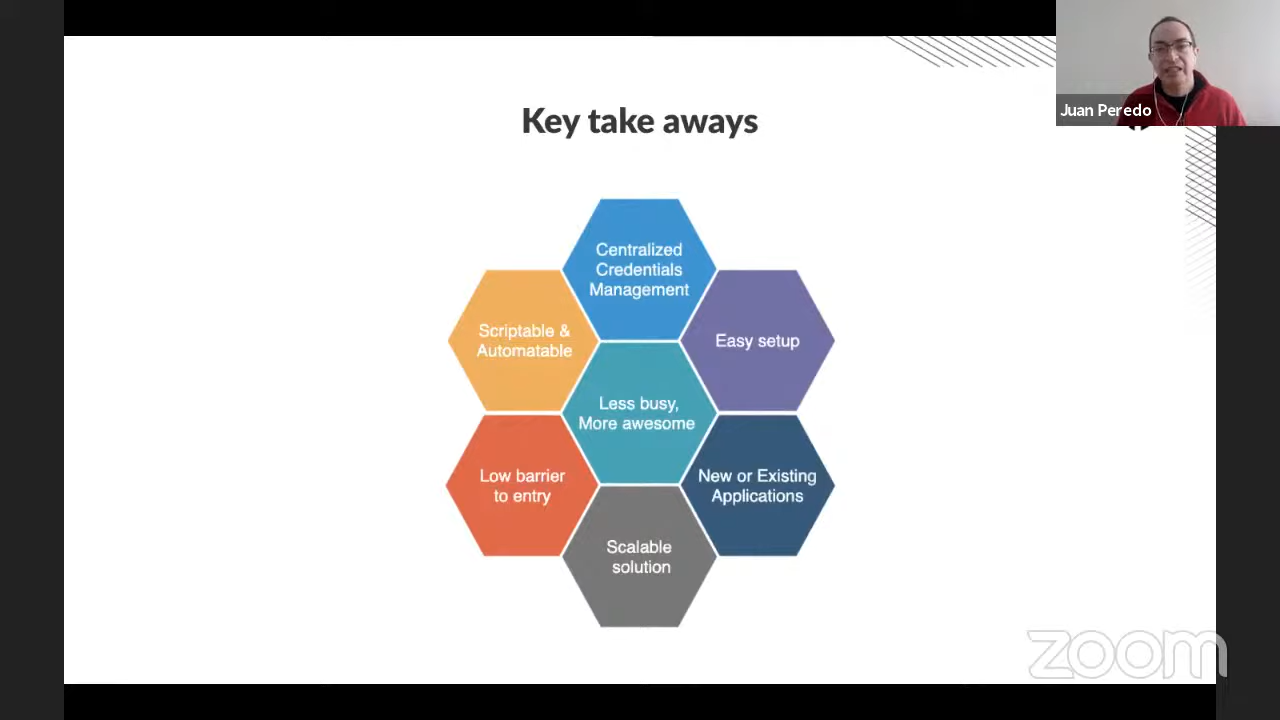 Juan Peredo
Key take aways
Centralized
Credentials
Management
Scriptable &
Automatable
Easy setup
Less busy,
More awesome
Low barrier
to entry
New or Existing
Applications
Scalable
solution
zoom